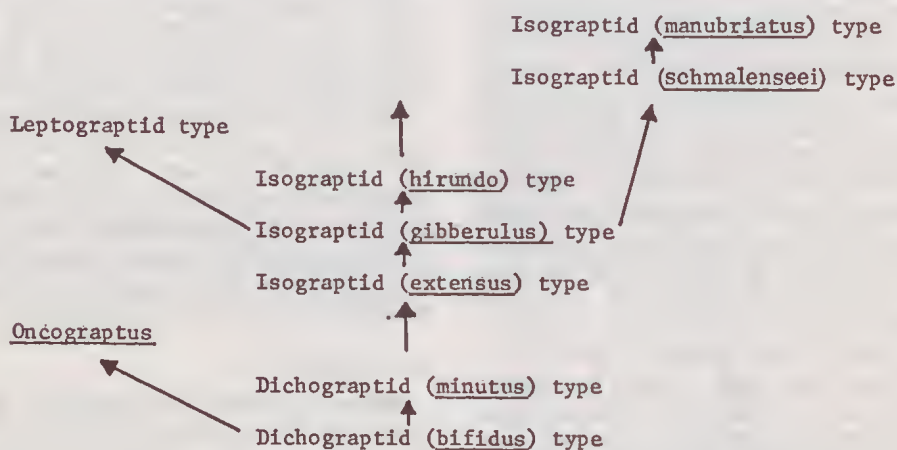 Isograptid (manubriatus) type
Isograptid (schmalenseei) type
Leptograptid type
Isograptid (hirundo) type
Isograptid (gibberulus) type
Isograptid (extensus) type
Oncograptus
Dichograptid (minutus) type
Dichograptid (bifidus) type